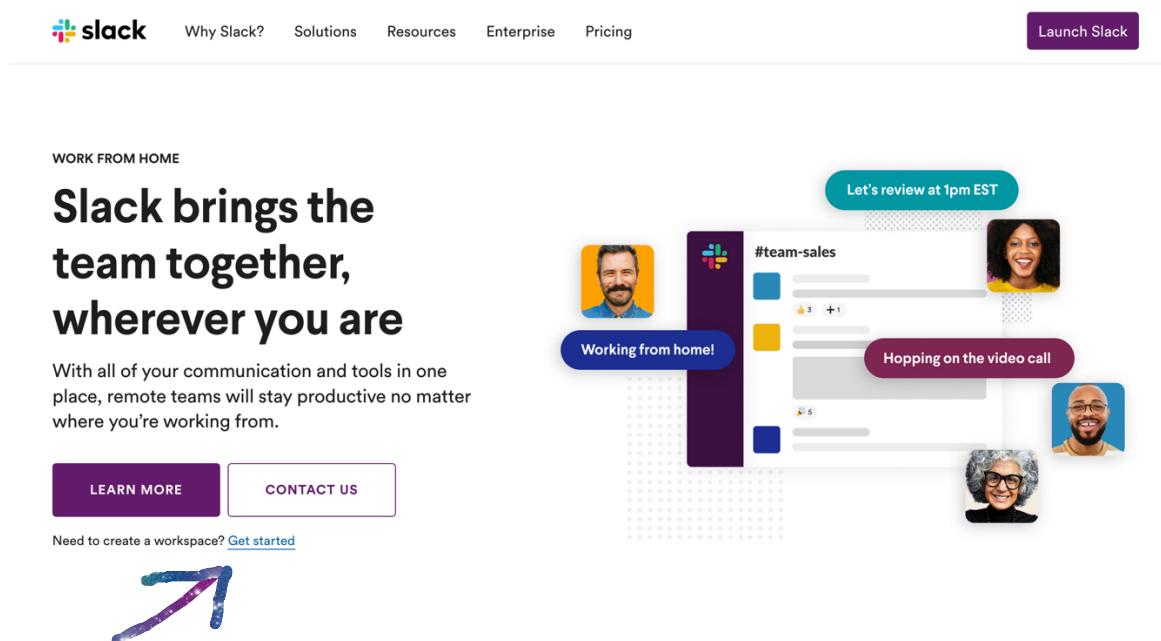 slack
Why Slack?
Solutions
Resources
Enterprise
Pricing
Launch Slack
WORK FROM HOME
Slack brings the
team together,
wherever you are
With all of your communication and tools in one
place, remote teams will stay productive no matter
where you’re working from.
LEARN MORE
CONTACT US
Need to create a workspace? Get started
Let’s review at 1pm EST
#team-sales
3
1
Working from home!
Hopping on the video call
5